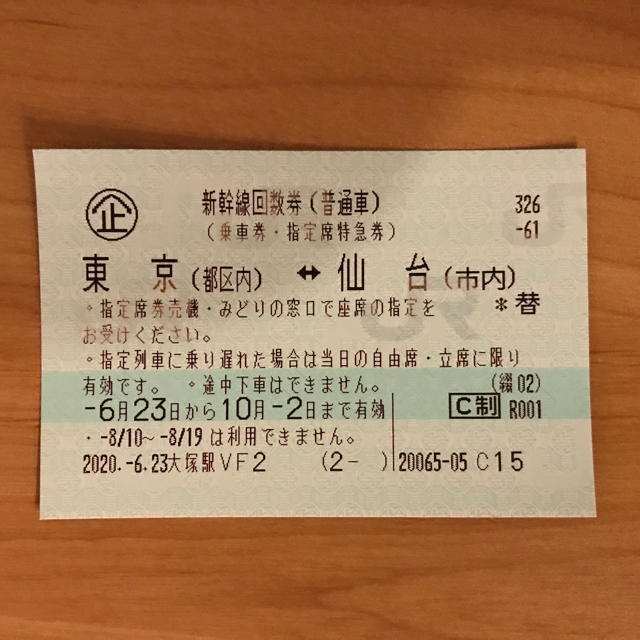 企 新幹線回数券（普通車） 326
（乗車券・指定席特急券） -61
東京（都区内）↔仙台（市内）
＊替
◦指定席券売機・みどりの窓口で座席の指定を
お受けください。
◦指定列車に乗り遅れた場合は当日の自由席・立席に限り
有効です。 ◦途中下車はできません。 （綴02）
-6月23日から10月-2日まで有効 C制 R001
・-8/10～-8/19は利用できません。
2020.-6.23大塚駅VF2 （2- ）20065-05 C15